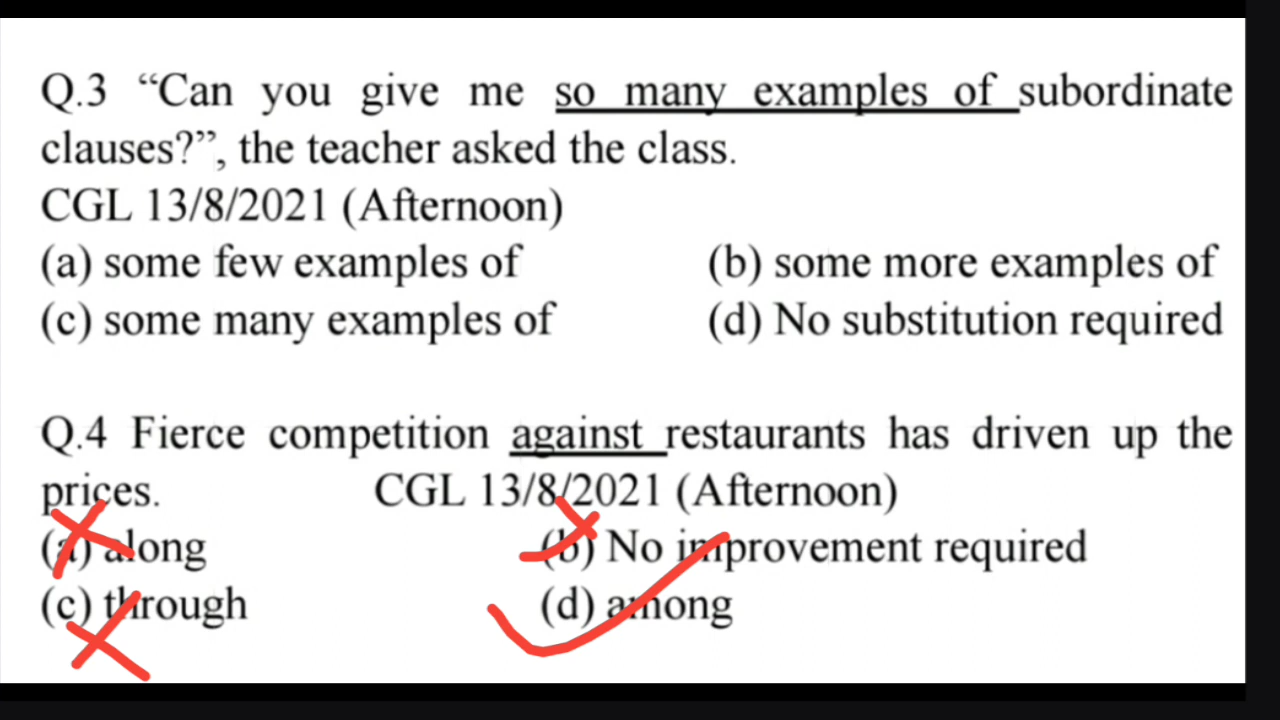 Q.3 “Can you give me so many examples of subordinate
clauses?”, the teacher asked the class.
CGL 13/8/2021 (Afternoon)
(a) some few examples of (b) some more examples of
(c) some many examples of (d) No substitution required
Q.4 Fierce competition against restaurants has driven up the
prices. CGL 13/8/2021 (Afternoon)
(a) along (b) No improvement required
(c) through (d) among